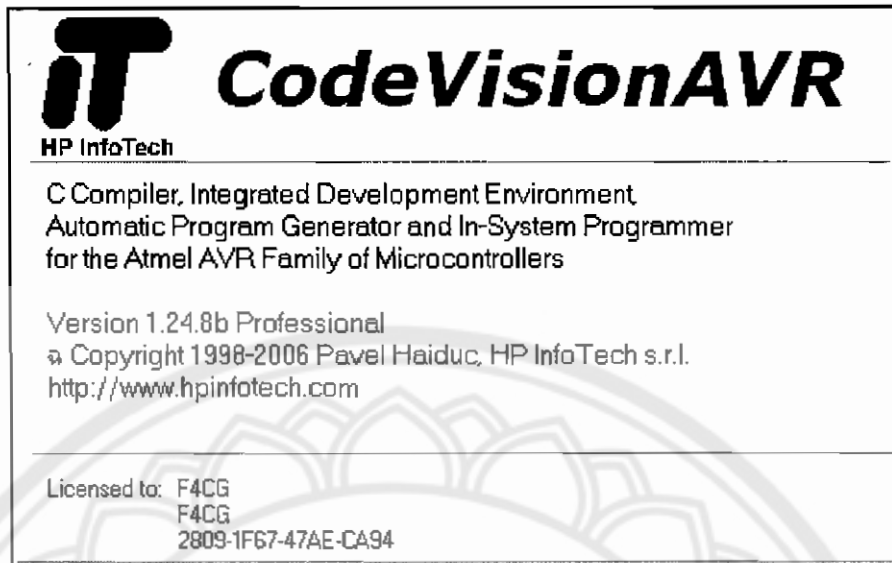 iT
CodeVisionAVR
HP InfoTech
C Compiler, Integrated Development Environment,
Automatic Program Generator and In-System Programmer
for the Atmel AVR Family of Microcontrollers
Version 1.24.8b Professional
ฉ Copyright 1998-2006 Pavel Haiduc, HP InfoTech s.r.l.
http://www.hpinfotech.com
Licensed to: F4CG
F4CG
2809-1F67-47AE-CA94